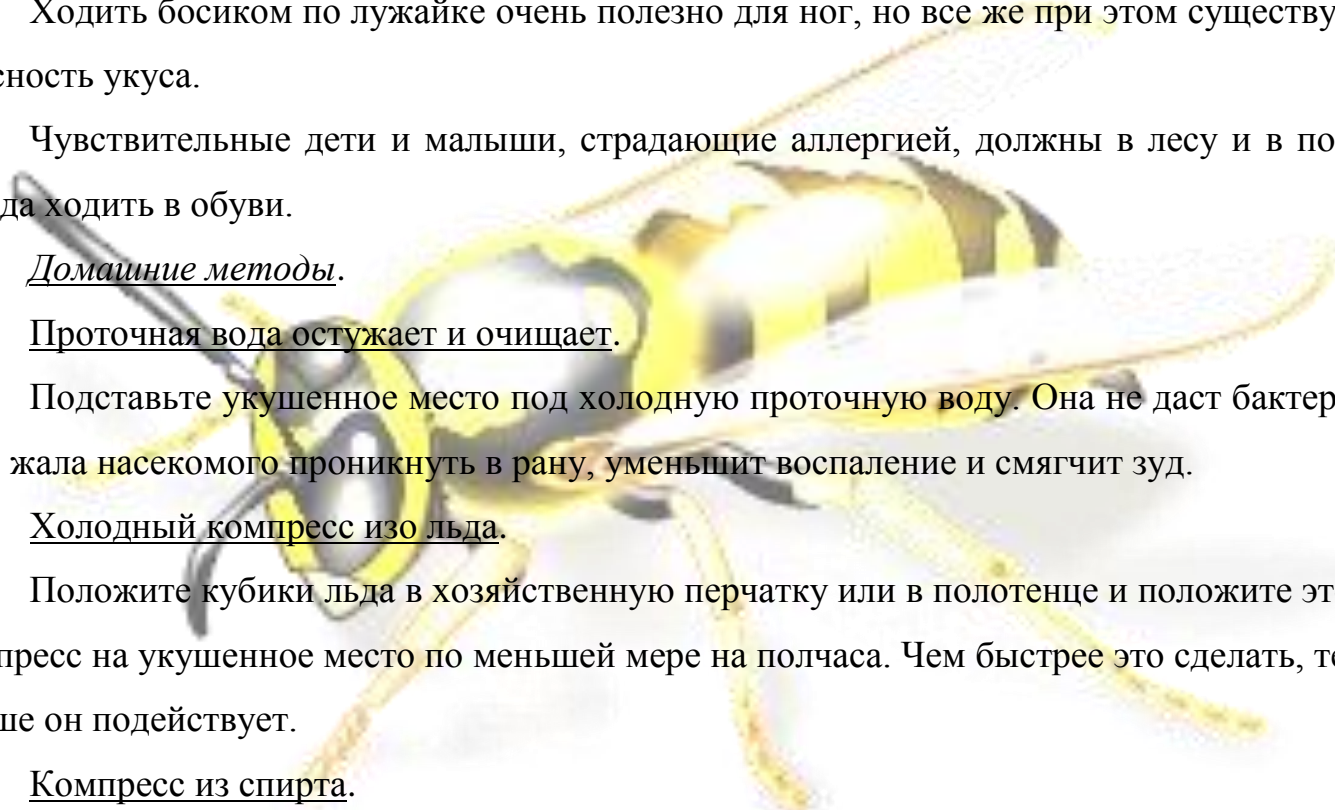 Ходить босиком по лужайке очень полезно для ног, но все же при этом существу
сность укуса.
Чувствительные дети и малыши, страдающие аллергией, должны в лесу и в по
да ходить в обуви.
Домашние методы.
Проточная вода остужает и очищает.
Подставьте укушенное место под холодную проточную воду. Она не даст бактер
жала насекомого проникнуть в рану, уменьшит воспаление и смягчит зуд.
Холодный компресс изо льда.
Положите кубики льда в хозяйственную перчатку или в полотенце и положите эт
пресс на укушенное место по меньшей мере на полчаса. Чем быстрее это сделать, те
ше он подействует.
Компресс из спирта.